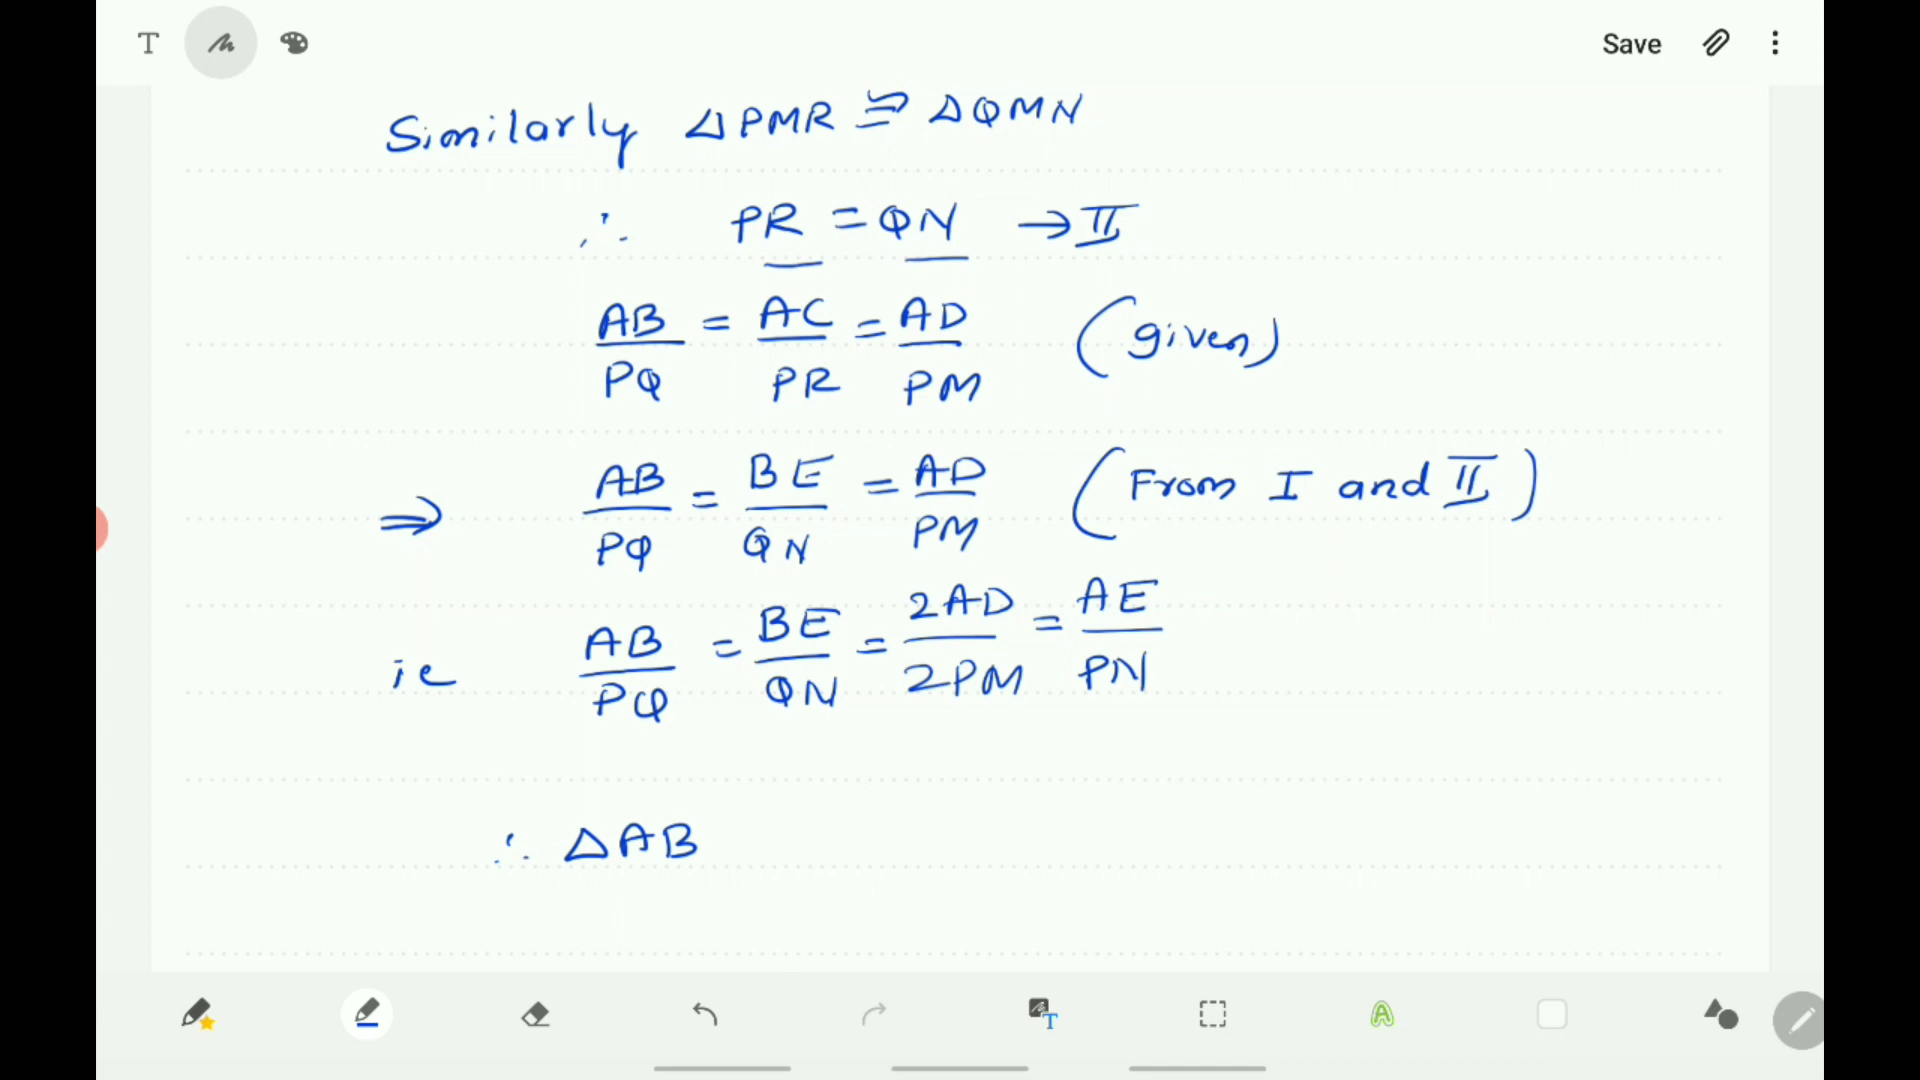 T
Save
Similarly △PMR ≅ △QMN
∴ PR = QN → II
AB/PQ = AC/PR = AD/PM (given)
⇒ AB/PQ = BE/QN = AD/PM (From I and II)
ie AB/PQ = BE/QN = 2AD/2PM = AE/PN
∴ △AB
T
A